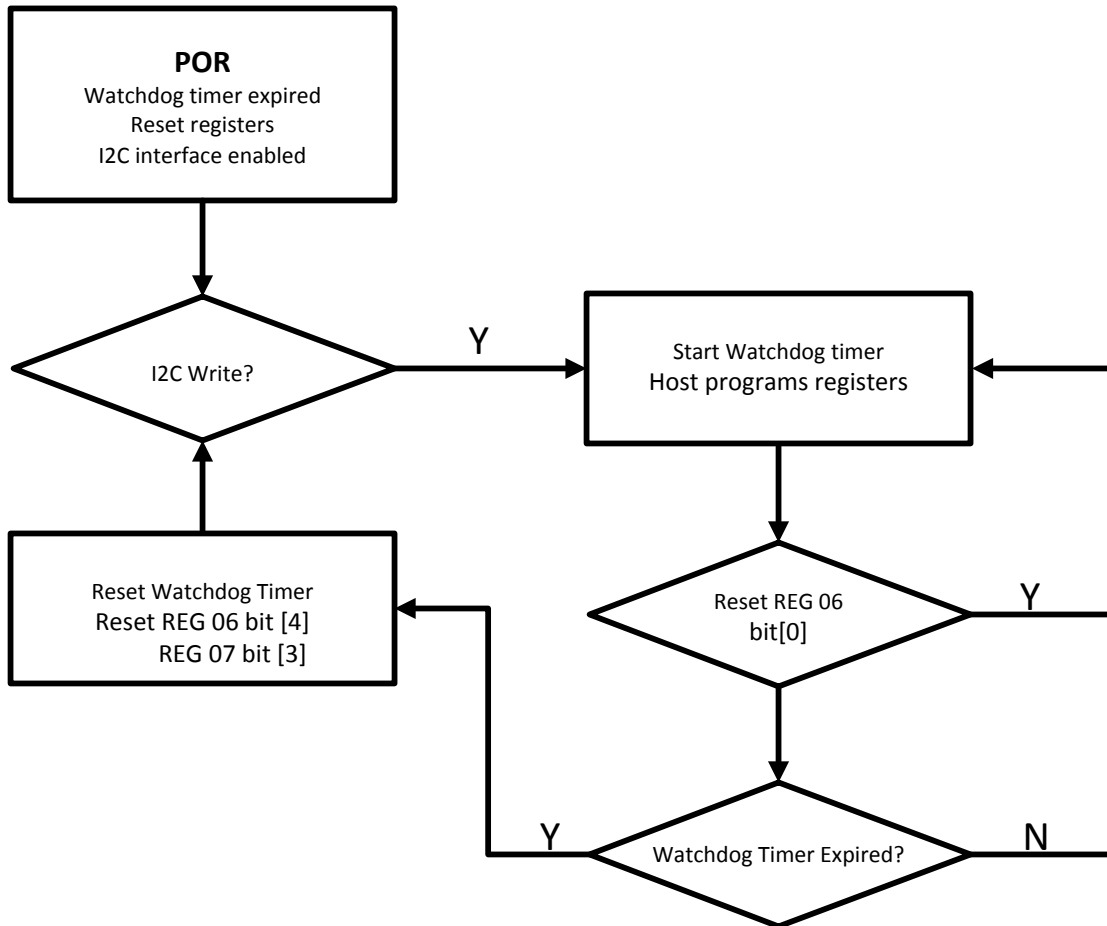 POR
Watchdog timer expired
Reset registers
I2C interface enabled
I2C Write?
Y
Start Watchdog timer
Host programs registers
Reset Watchdog Timer
Reset REG 06 bit [4]
REG 07 bit [3]
Reset REG 06
bit[0]
Y
Y
Watchdog Timer Expired?
N